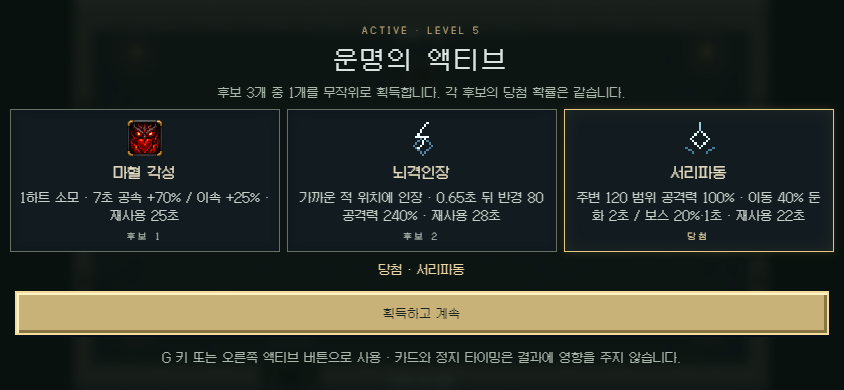 ACTIVE · LEVEL 5
운명의 액티브
후보 3개 중 1개를 무작위로 획득합니다. 각 후보의 당첨 확률은 같습니다.
마혈 각성
1하트 소모 · 7초 공속 +70% / 이속 +25% ·
재사용 25초
후보 1
뇌격인장
가까운 적 위치에 인장 · 0.65초 뒤 반경 80
공격력 240% · 재사용 28초
후보 2
서리파동
주변 120 범위 공격력 100% · 이동 40% 둔
화 2초 / 보스 20%·1초 · 재사용 22초
당첨
당첨 · 서리파동
획득하고 계속
G 키 또는 오른쪽 액티브 버튼으로 사용 · 카드와 정지 타이밍은 결과에 영향을 주지 않습니다.